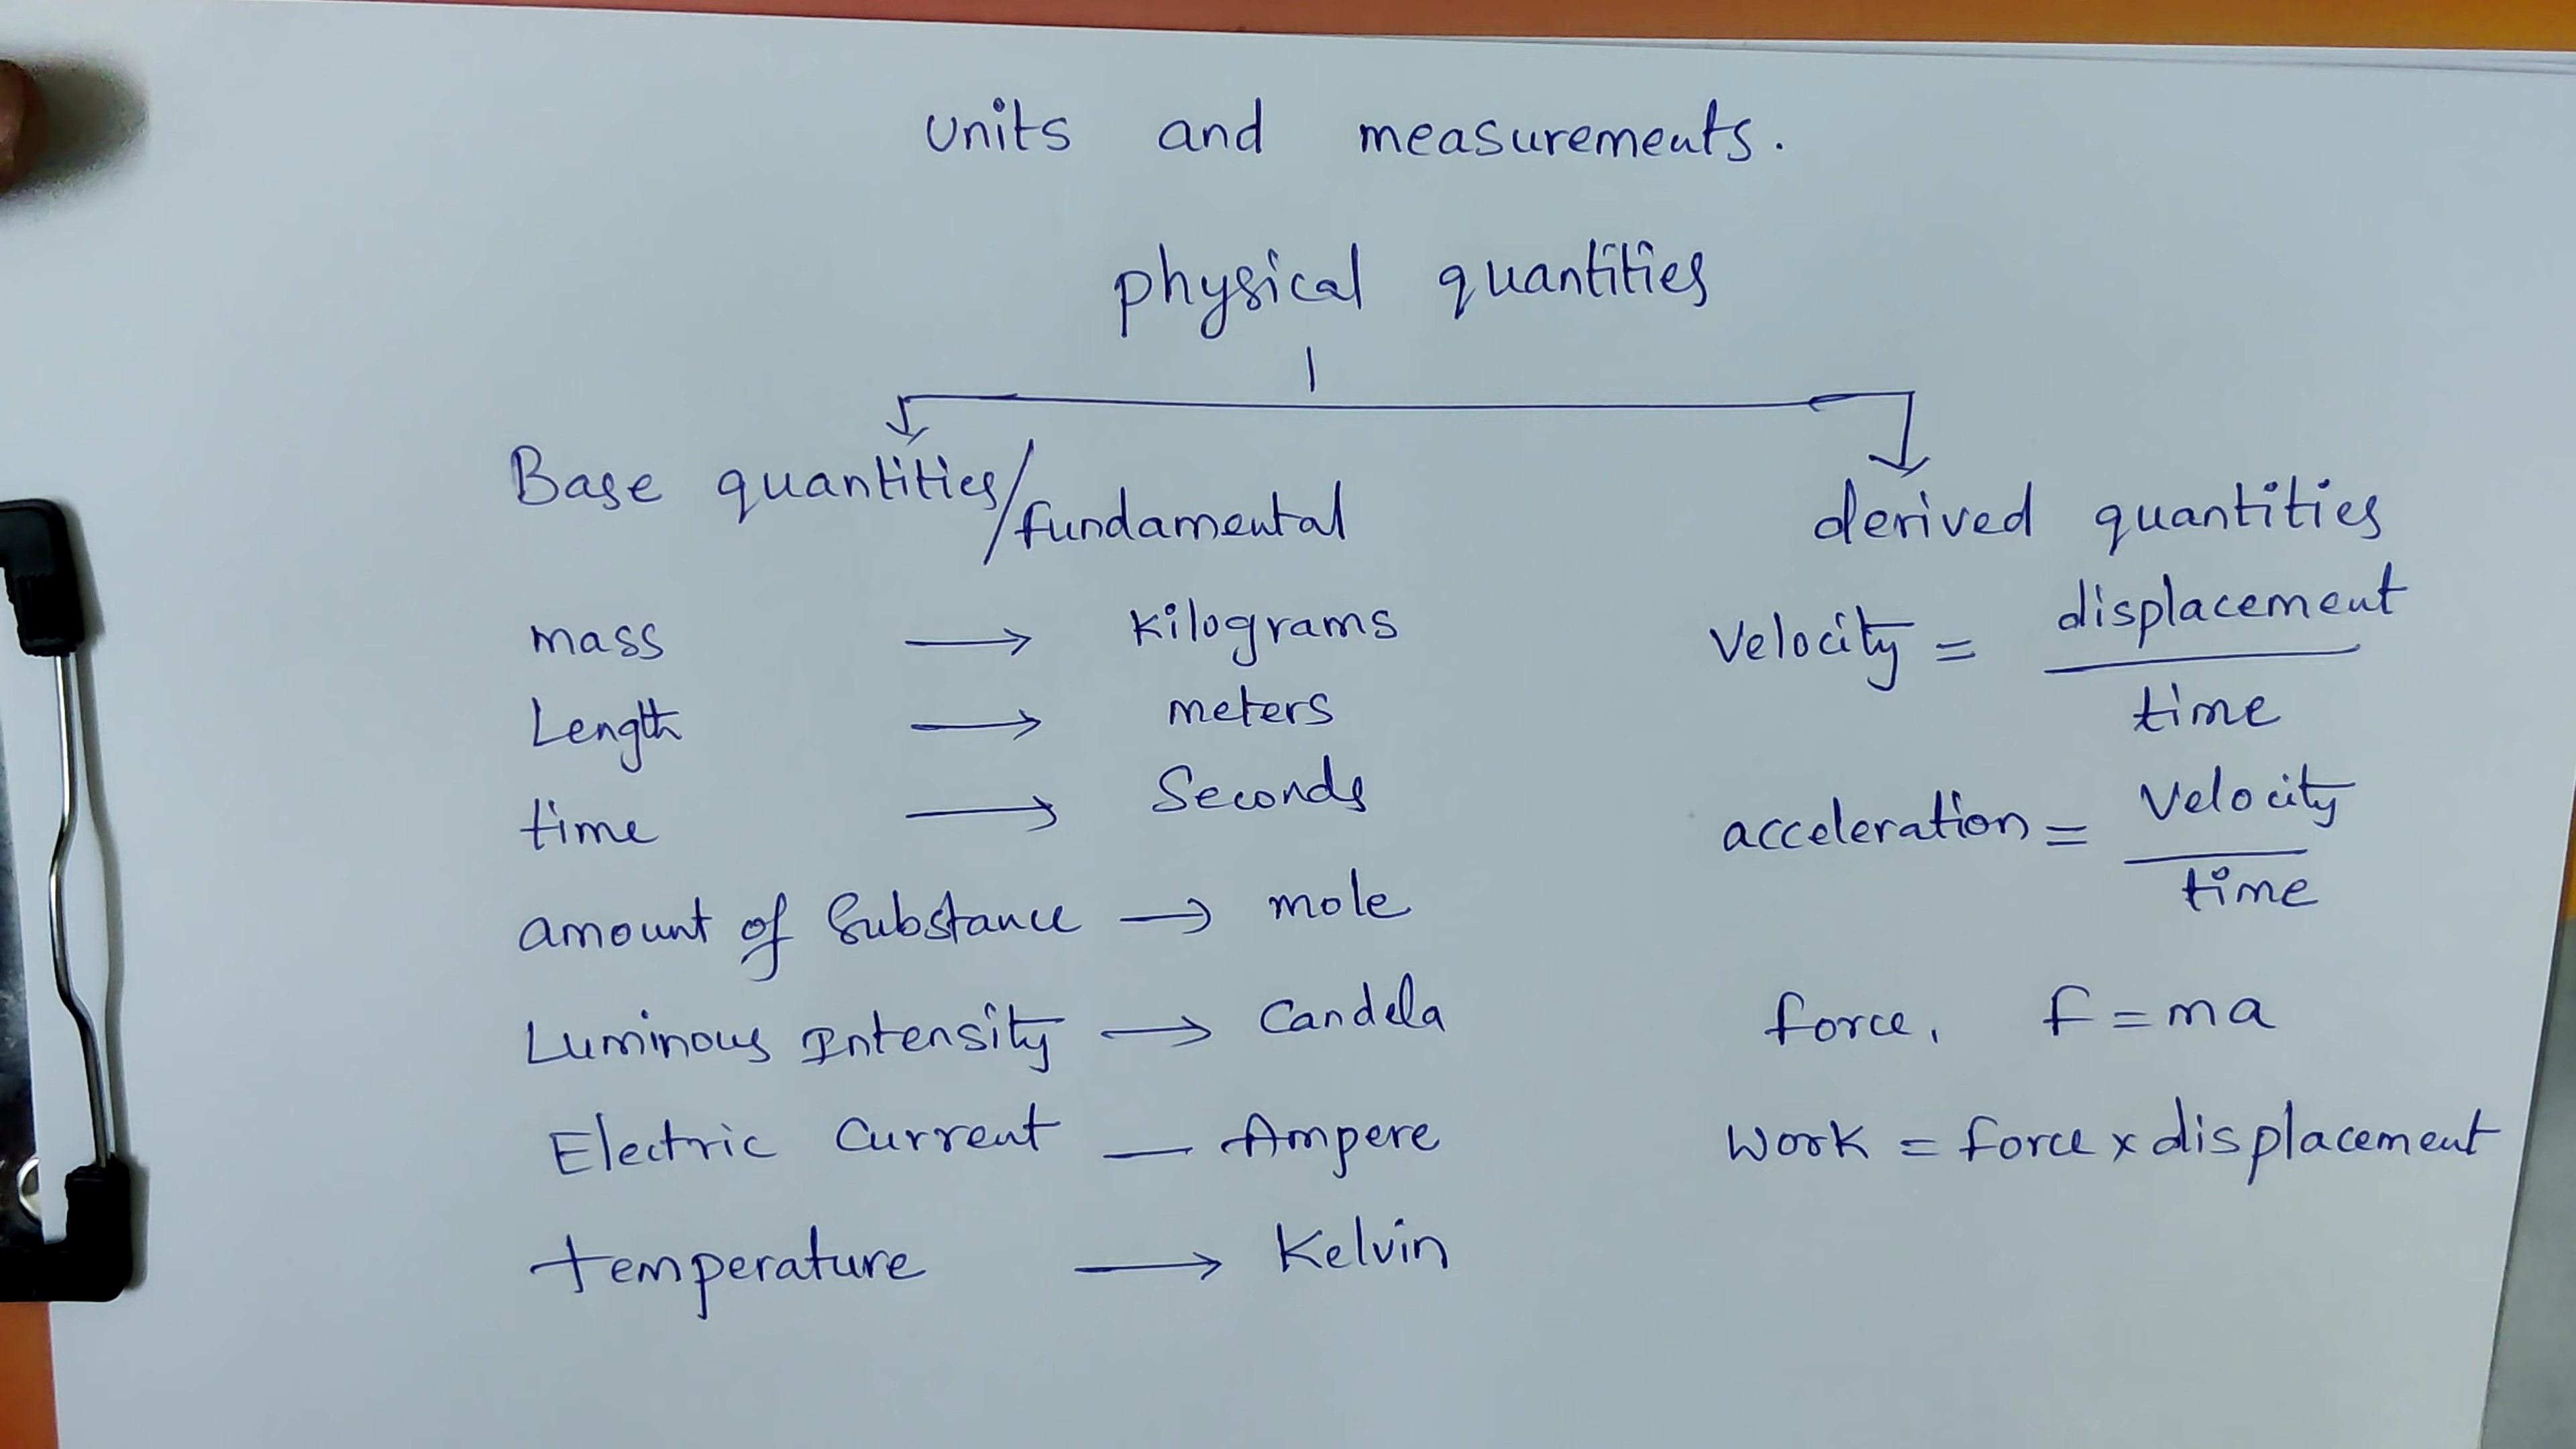 units and measurements.
physical quantities
Base quantities/fundamental
mass → kilograms
Length → meters
time → Seconds
amount of Substance → mole
Luminous Intensity → Candela
Electric Current — Ampere
temperature → Kelvin
derived quantities
Velocity = displacement
time
acceleration = Velocity
time
force, F = ma
Work = force x displacement